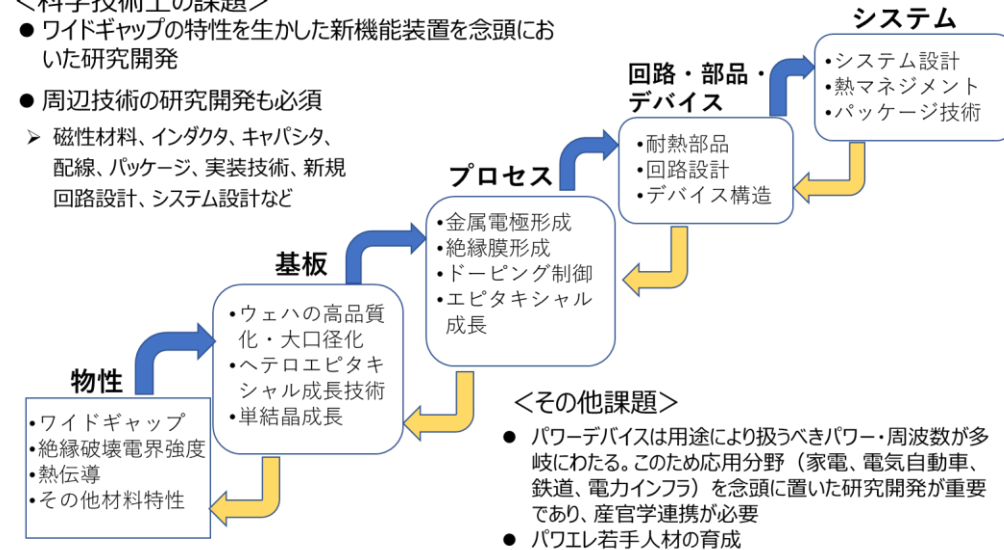 ＜科学技術上の課題＞
● ワイドギャップの特性を生かした新機能装置を念頭にお
いた研究開発
● 周辺技術の研究開発も必須
➢ 磁性材料、インダクタ、キャパシタ、
配線、パッケージ、実装技術、新規
回路設計、システム設計など
システム
•システム設計
•熱マネジメント
•パッケージ技術
回路・部品・
デバイス
•耐熱部品
•回路設計
•デバイス構造
プロセス
•金属電極形成
•絶縁膜形成
•ドーピング制御
•エピタキシャル
成長
基板
•ウェハの高品質
化・大口径化
•ヘテロエピタキ
シャル成長技術
•単結晶成長
物性
•ワイドギャップ
•絶縁破壊電界強度
•熱伝導
•その他材料特性
＜その他課題＞
● パワーデバイスは用途により扱うべきパワー・周波数が多
岐にわたる。このため応用分野（家電、電気自動車、
鉄道、電力インフラ）を念頭に置いた研究開発が重要
であり、産官学連携が必要
● パワエレ若手人材の育成